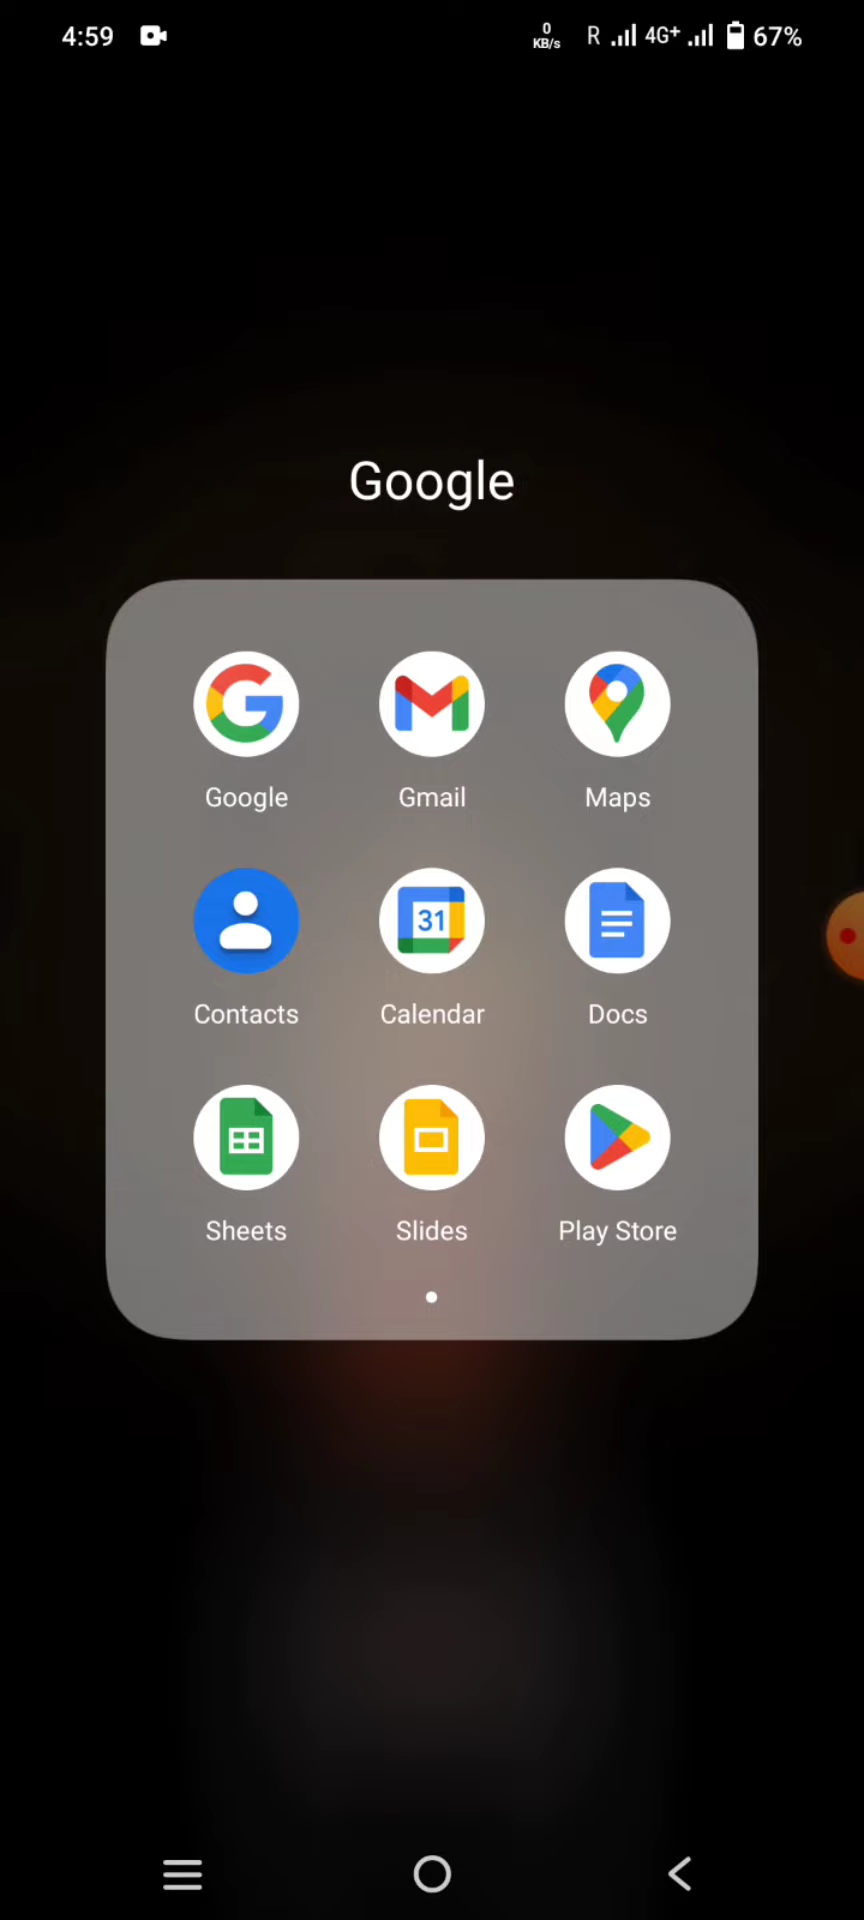 4:59
0
KB/s
R 4G+ 67%
Google
Google Gmail Maps
31
Contacts Calendar Docs
Sheets Slides Play Store